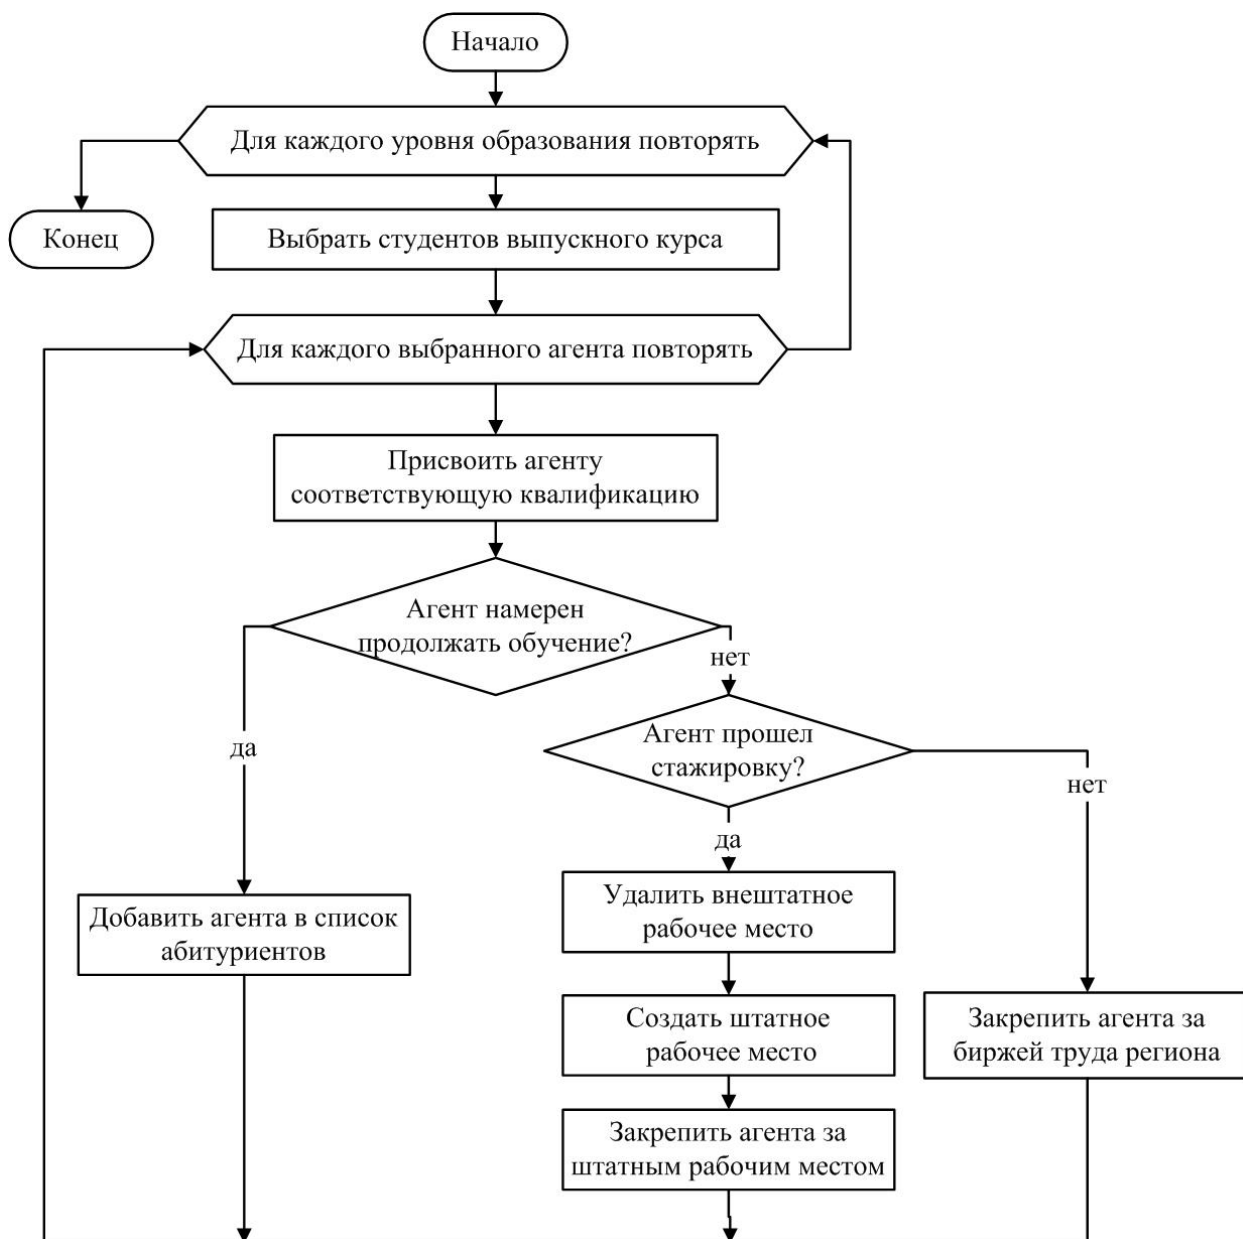 Начало
Для каждого уровня образования повторять
Конец
Выбрать студентов выпускного курса
Для каждого выбранного агента повторять
Присвоить агенту
соответствующую квалификацию
Агент намерен
продолжать обучение?
нет
да
Агент прошел
стажировку?
нет
да
Добавить агента в список
абитуриентов
Удалить внештатное
рабочее место
Создать штатное
рабочее место
Закрепить агента за
биржей труда региона
Закрепить агента за
штатным рабочим местом